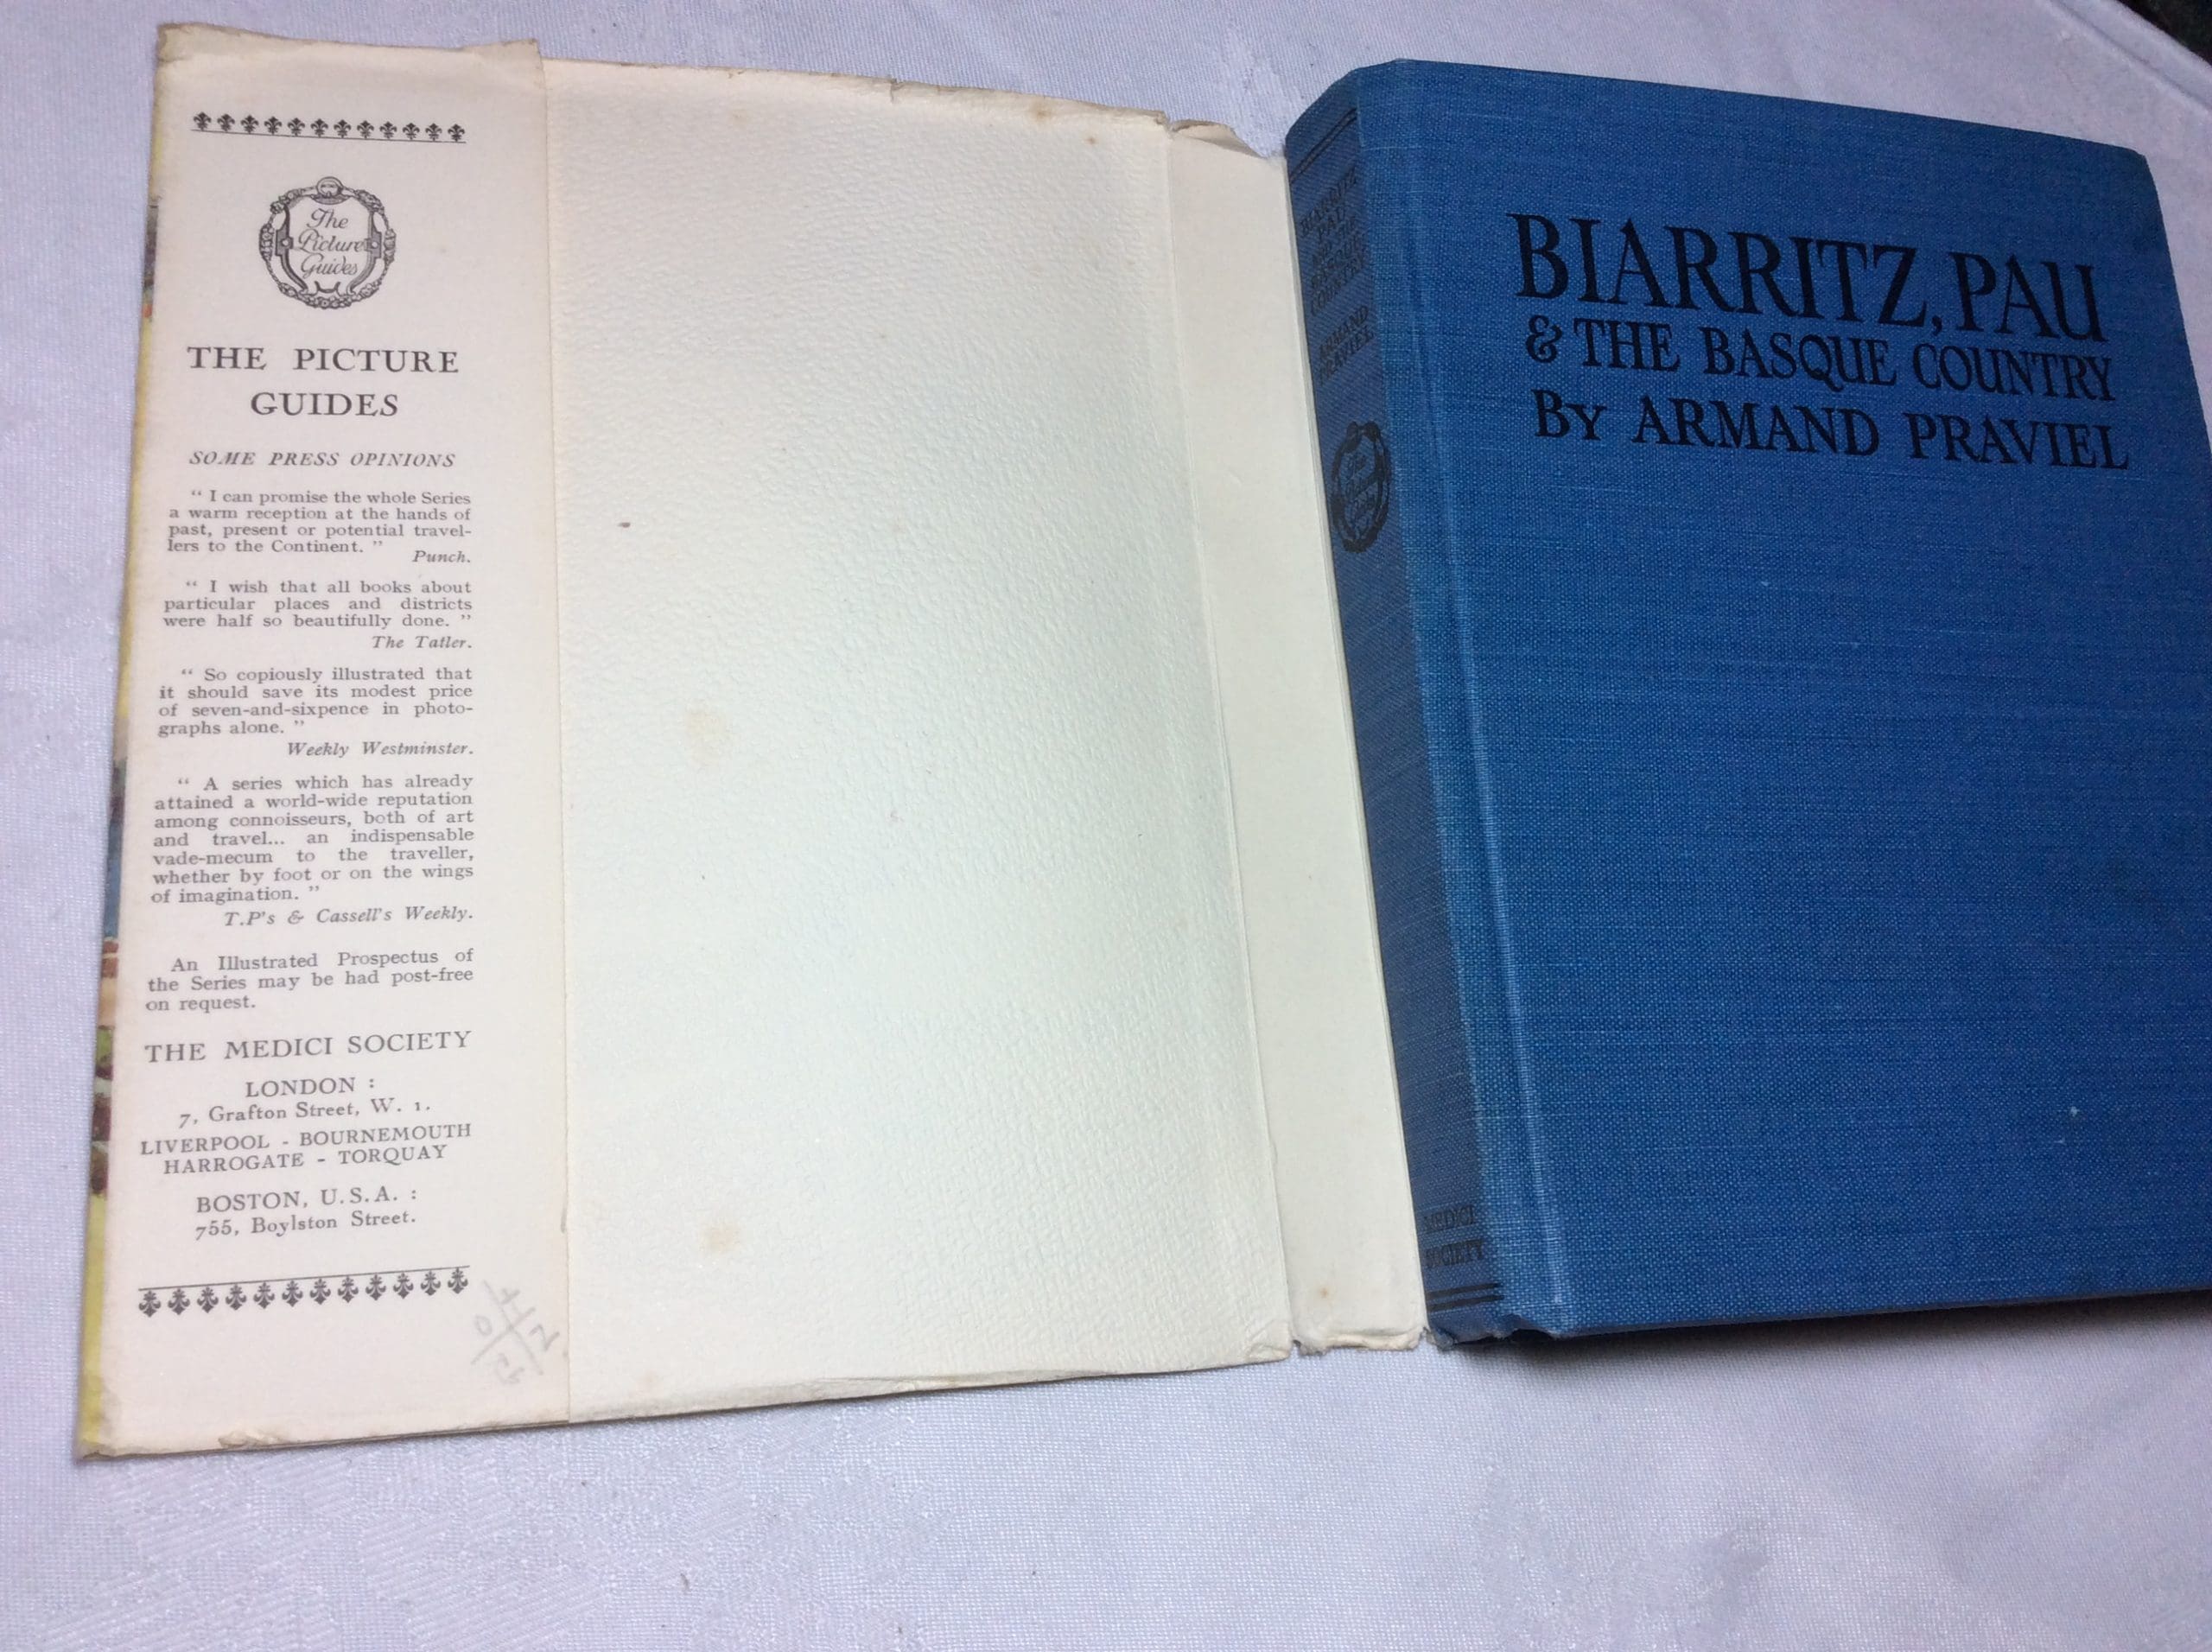 The
Picture
Guides
THE PICTURE
GUIDES
SOME PRESS OPINIONS
“ I can promise the whole Series
a warm reception at the hands of
past, present or potential travel-
lers to the Continent. ”
Punch.
“ I wish that all books about
particular places and districts
were half so beautifully done. ”
The Tatler.
“ So copiously illustrated that
it should save its modest price
of seven-and-sixpence in photo-
graphs alone. ”
Weekly Westminster.
“ A series which has already
attained a world-wide reputation
among connoisseurs, both of art
and travel... an indispensable
vade-mecum to the traveller,
whether by foot or on the wings
of imagination. ”
T.P's & Cassell's Weekly.
An Illustrated Prospectus of
the Series may be had post-free
on request.
THE MEDICI SOCIETY
LONDON :
7, Grafton Street, W. 1.
LIVERPOOL - BOURNEMOUTH
HARROGATE - TORQUAY
BOSTON, U.S.A. :
755, Boylston Street.
BIARRITZ
PAU
AND THE
BASQUE
COUNTRY
ARMAND
PRAVIEL
The
Picture
Guides
MEDICI
SOCIETY
BIARRITZ, PAU
& THE BASQUE COUNTRY
By ARMAND PRAVIEL